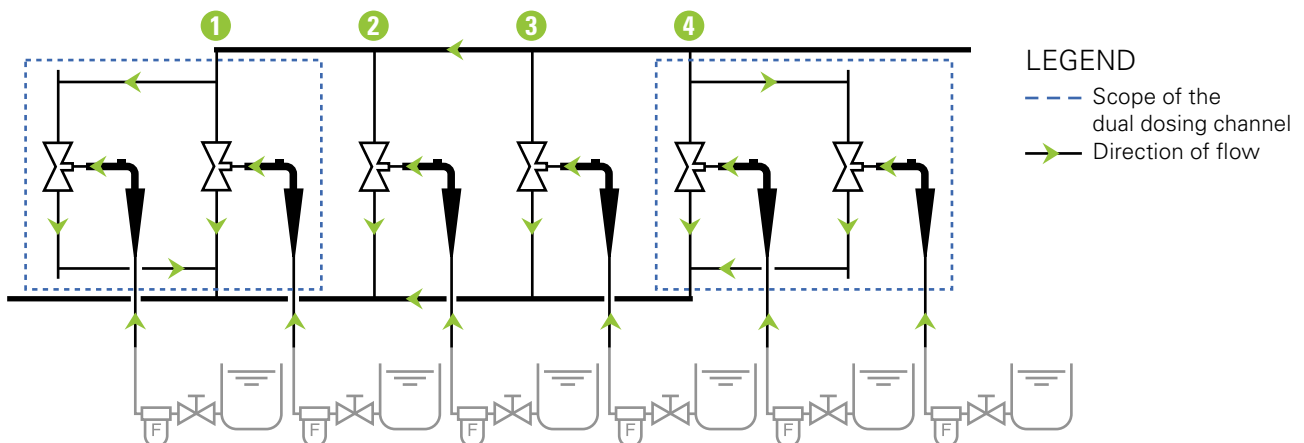 1 2 3 4
LEGEND
Scope of the
dual dosing channel
Direction of flow
F F F F F F